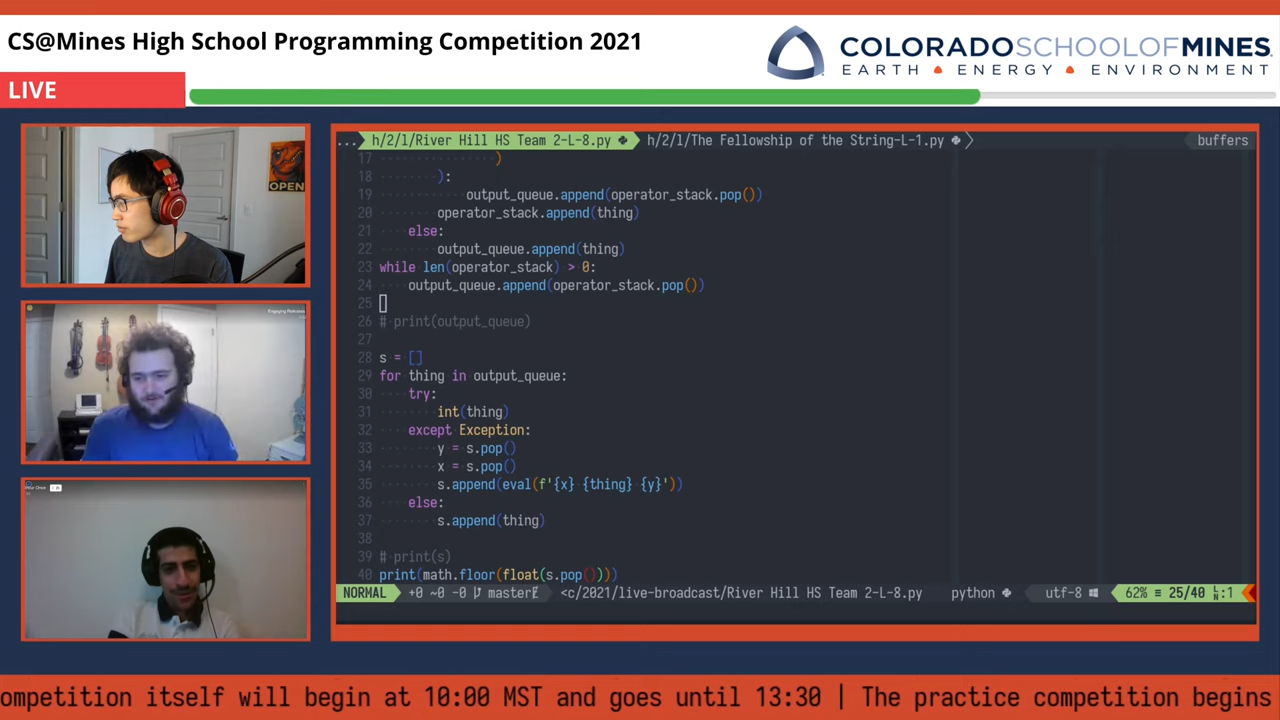 CS@Mines High School Programming Competition 2021
COLORADOSCHOOLOFMINES
EARTH • ENERGY • ENVIRONMENT
LIVE
OPEN
... h/2/l/River Hill HS Team 2-L-8.py h/2/l/The Fellowship of the String-L-1.py buffers
17 )
18 ):
19 output_queue.append(operator_stack.pop())
20 operator_stack.append(thing)
21 else:
22 output_queue.append(thing)
23 while len(operator_stack) > 0:
24 output_queue.append(operator_stack.pop())
25
26 # print(output_queue)
27
28 s = []
29 for thing in output_queue:
30 try:
31 int(thing)
32 except Exception:
33 y = s.pop()
34 x = s.pop()
35 s.append(eval(f'{x} {thing} {y}'))
36 else:
37 s.append(thing)
38
39 # print(s)
40 print(math.floor(float(s.pop())))
NORMAL +0 ~0 -0 master <c/2021/live-broadcast/River Hill HS Team 2-L-8.py python utf-8 62% 25/40 :1
ompetition itself will begin at 10:00 MST and goes until 13:30 | The practice competition begins